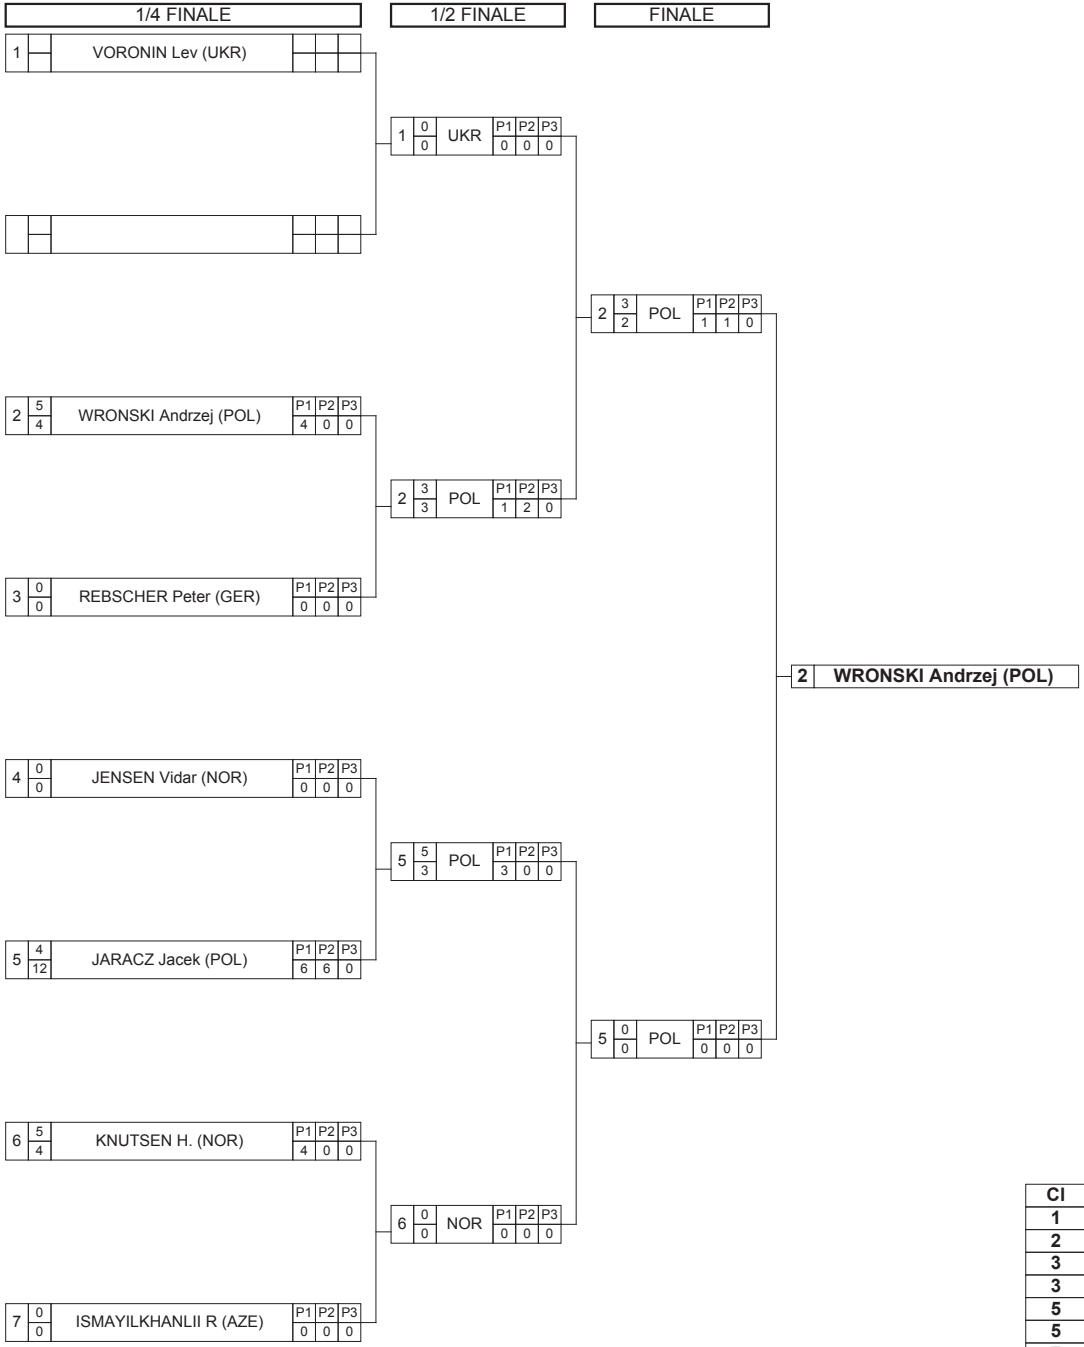 1/4 FINALE 1/2 FINALE FINALE
1 VORONIN Lev (UKR)
1 0 0 UKR P1 P2 P3 0 0 0
2 3 2 POL P1 P2 P3 1 1 0
2 5 4 WRONSKI Andrzej (POL) P1 P2 P3 4 0 0
2 3 3 POL P1 P2 P3 1 2 0
3 0 0 REBSCHER Peter (GER) P1 P2 P3 0 0 0
2 WRONSKI Andrzej (POL)
4 0 0 JENSEN Vidar (NOR) P1 P2 P3 0 0 0
5 5 3 POL P1 P2 P3 3 0 0
5 4 12 JARACZ Jacek (POL) P1 P2 P3 6 6 0
5 0 0 POL P1 P2 P3 0 0 0
6 5 4 KNUTSEN H. (NOR) P1 P2 P3 4 0 0
6 0 0 NOR P1 P2 P3 0 0 0
7 0 0 ISMAYILKHANLII R (AZE) P1 P2 P3 0 0 0
Cl
1
2
3
3
5
5